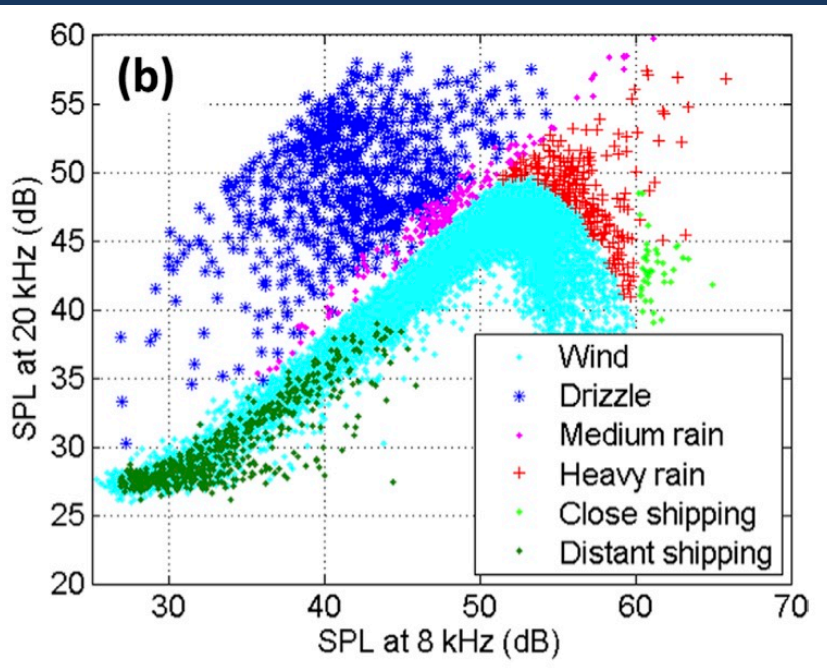 (b)
60
55
50
45
40
35
30
25
20
SPL at 20 kHz (dB)
Wind
Drizzle
Medium rain
Heavy rain
Close shipping
Distant shipping
30 40 50 60 70
SPL at 8 kHz (dB)